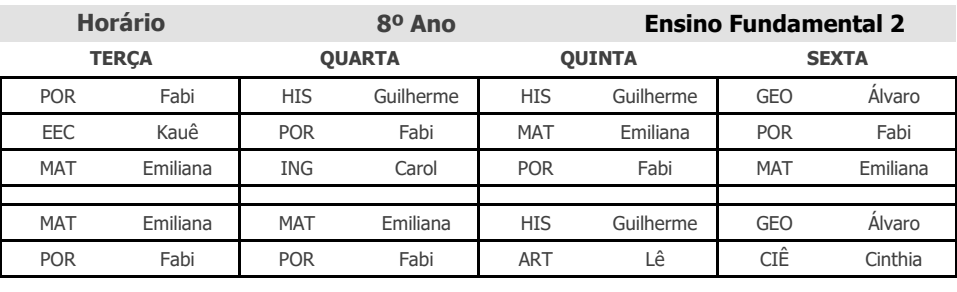 Horário 8º Ano Ensino Fundamental 2
TERÇA QUARTA QUINTA SEXTA
POR Fabi HIS Guilherme HIS Guilherme GEO Álvaro
EEC Kauê POR Fabi MAT Emiliana POR Fabi
MAT Emiliana ING Carol POR Fabi MAT Emiliana
MAT Emiliana MAT Emiliana HIS Guilherme GEO Álvaro
POR Fabi POR Fabi ART Lê CIÊ Cinthia